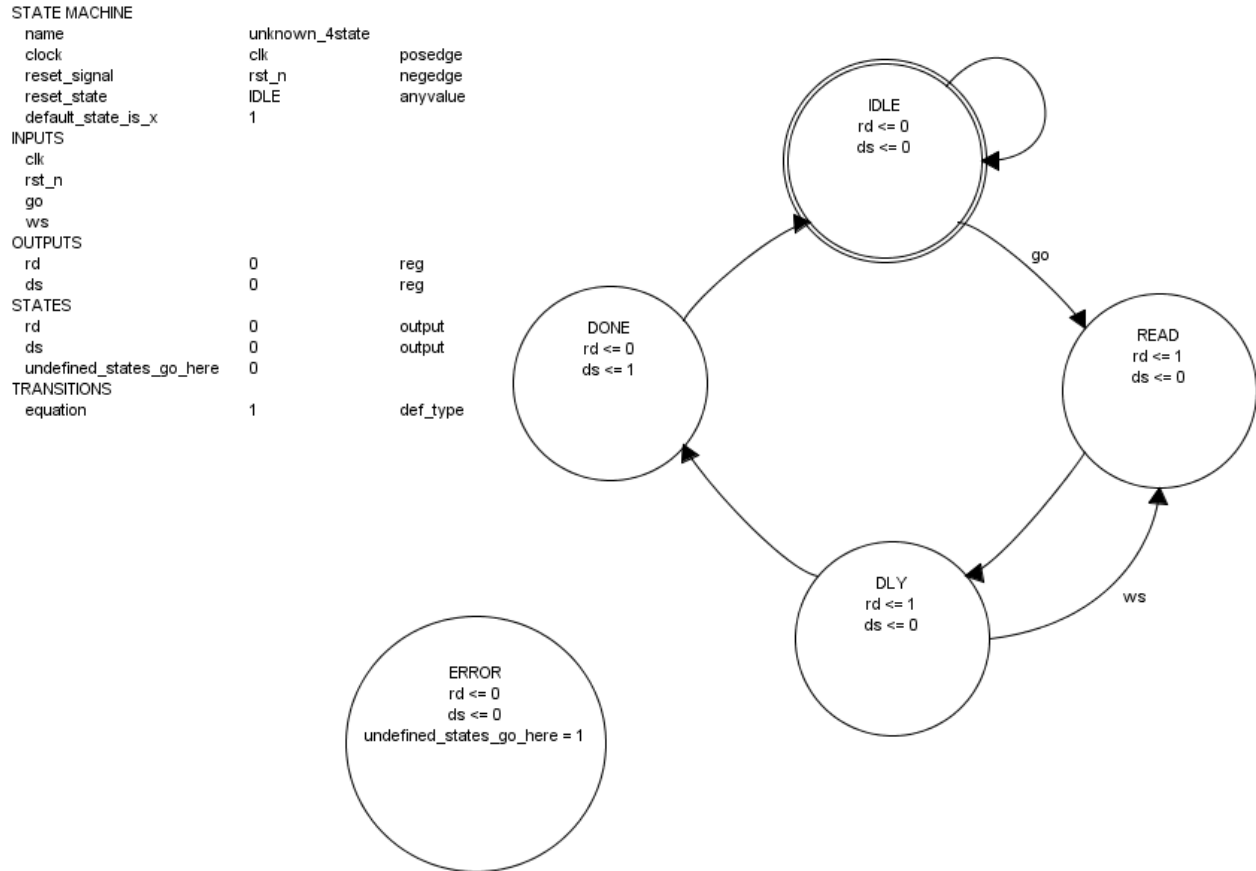 STATE MACHINE
name unknown_4state
clock clk posedge
reset_signal rst_n negedge
reset_state IDLE anyvalue
default_state_is_x 1
INPUTS
clk
rst_n
go
ws
OUTPUTS
rd 0 reg
ds 0 reg
STATES
rd 0 output
ds 0 output
undefined_states_go_here 0
TRANSITIONS
equation 1 def_type
IDLE
rd <= 0
ds <= 0
go
DONE
rd <= 0
ds <= 1
READ
rd <= 1
ds <= 0
DLY
rd <= 1
ds <= 0
ws
ERROR
rd <= 0
ds <= 0
undefined_states_go_here = 1